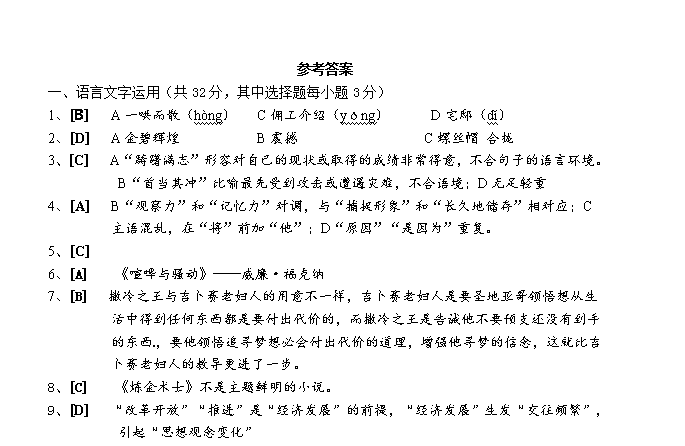 参考答案
一、语言文字运用（共32分，其中选择题每小题3分）
1、[B] A 一哄而散（hòng） C 佣工介绍（yōng） D 宅邸（dǐ）
2、[D] A 金碧辉煌 B 震撼 C 螺丝帽 合拢
3、[C] A“踌躇满志”形容对自己的现状或取得的成绩非常得意，不合句子的语言环境。
B“首当其冲”比喻最先受到攻击或遭遇灾难，不合语境；D 无足轻重
4、[A] B“观察力”和“记忆力”对调，与“捕捉形象”和“长久地储存”相对应；C
主语混乱，在“将”前加“他”；D“原因”“是因为”重复。
5、[C]
6、[A] 《喧哗与骚动》——威廉·福克纳
7、[B] 撒冷之王与吉卜赛老妇人的用意不一样，吉卜赛老妇人是要圣地亚哥领悟想从生
活中得到任何东西都是要付出代价的，而撒冷之王是告诫他不要预支还没有到手
的东西.，要他领悟追寻梦想必会付出代价的道理，增强他寻梦的信念，这就比吉
卜赛老妇人的教导更进了一步。
8、[C] 《炼金术士》不是主题鲜明的小说。
9、[D] “改革开放”“推进”是“经济发展”的前提，“经济发展”生发“交往频繁”，
引起“思想观念变化”